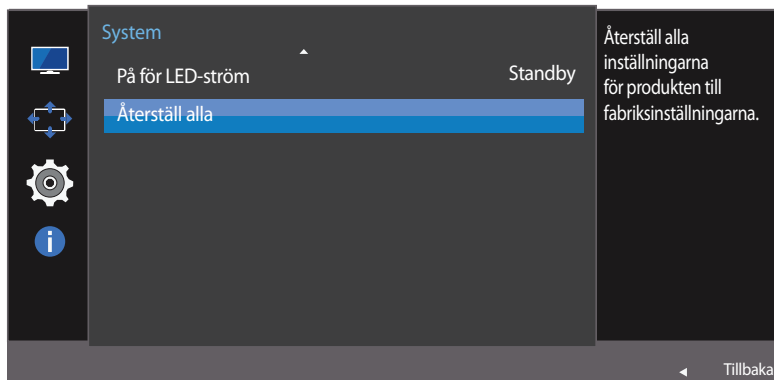 System
På för LED-ström Standby
Återställ alla
Återställ alla
inställningarna
för produkten till
fabriksinställningarna.
Tillbaka